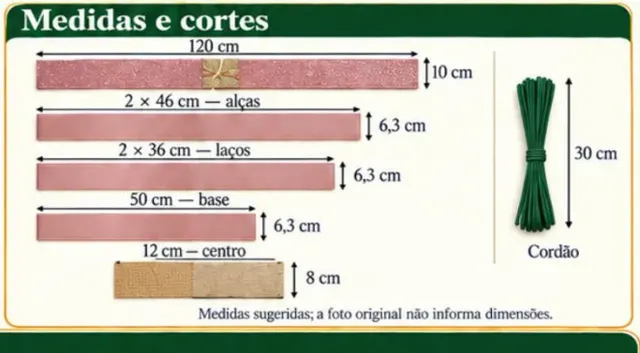 Medidas e cortes
120 cm
10 cm
2 × 46 cm — alças
6,3 cm
2 × 36 cm — laços
6,3 cm
50 cm — base
6,3 cm
12 cm – centro
8 cm
30 cm
Cordão
Medidas sugeridas; a foto original não informa dimensões.